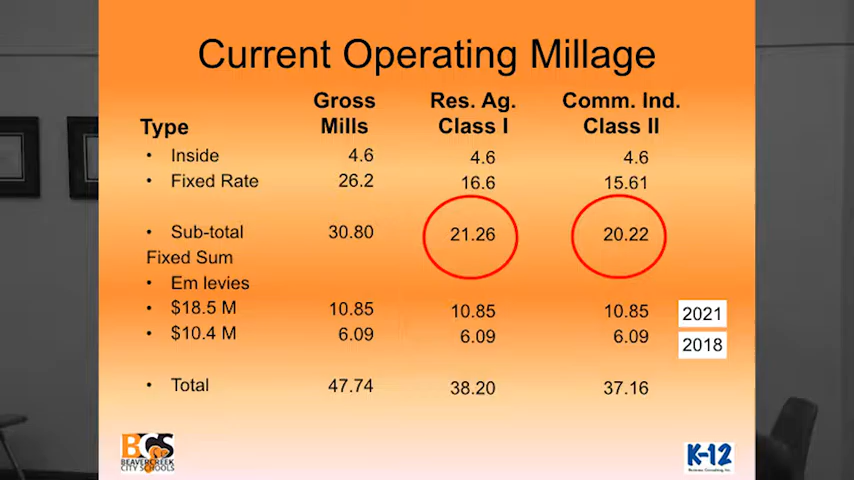 Current Operating Millage
Type Gross Mills Res. Ag. Class I Comm. Ind. Class II
• Inside 4.6 4.6 4.6
• Fixed Rate 26.2 16.6 15.61
• Sub-total 30.80 21.26 20.22
Fixed Sum
• Em levies
• $18.5 M 10.85 10.85 10.85 2021
• $10.4 M 6.09 6.09 6.09 2018
• Total 47.74 38.20 37.16
BCS
BEAVERCREEK
CITY SCHOOLS
K-12